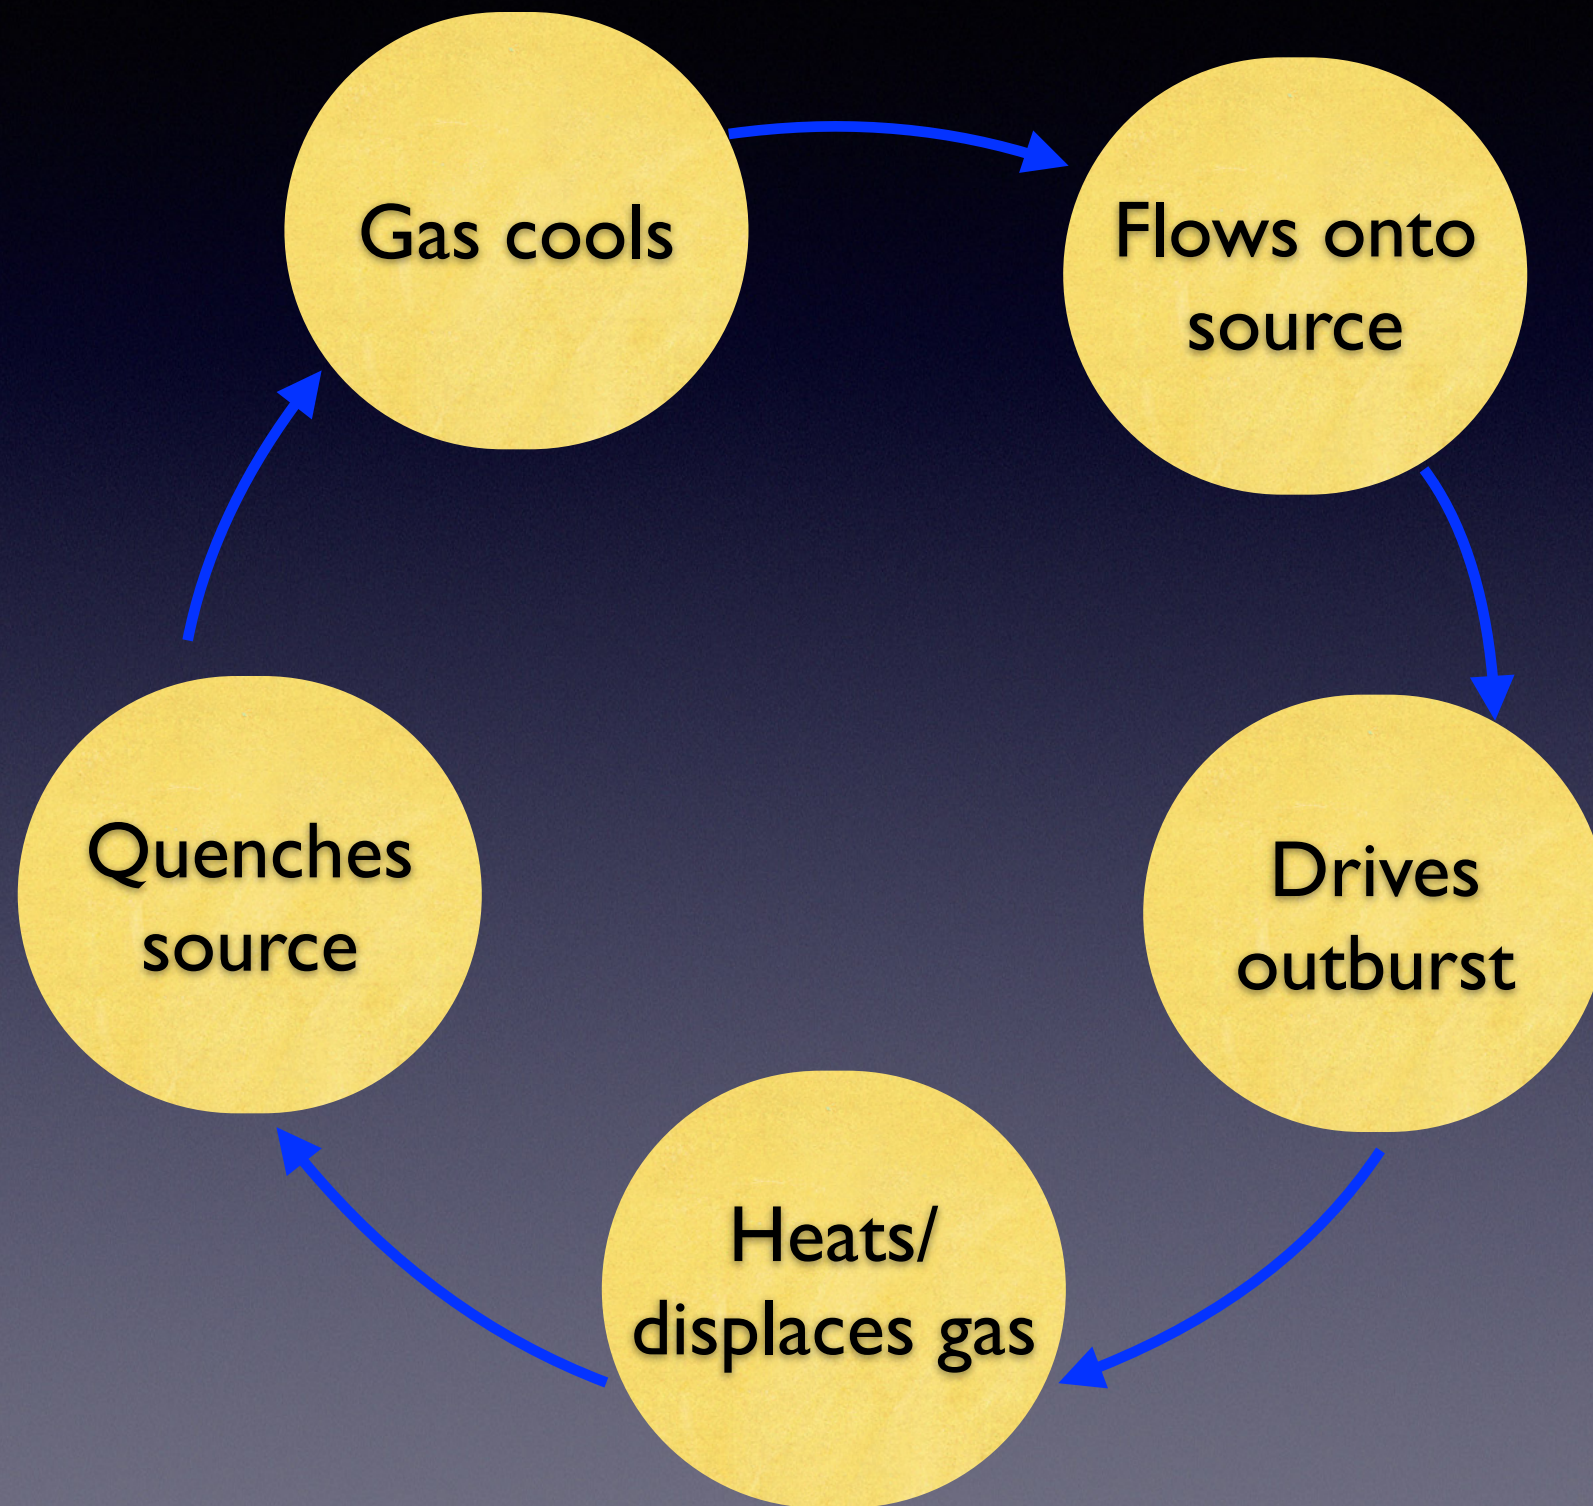 Gas cools
Flows onto
source
Drives
outburst
Heats/
displaces gas
Quenches
source